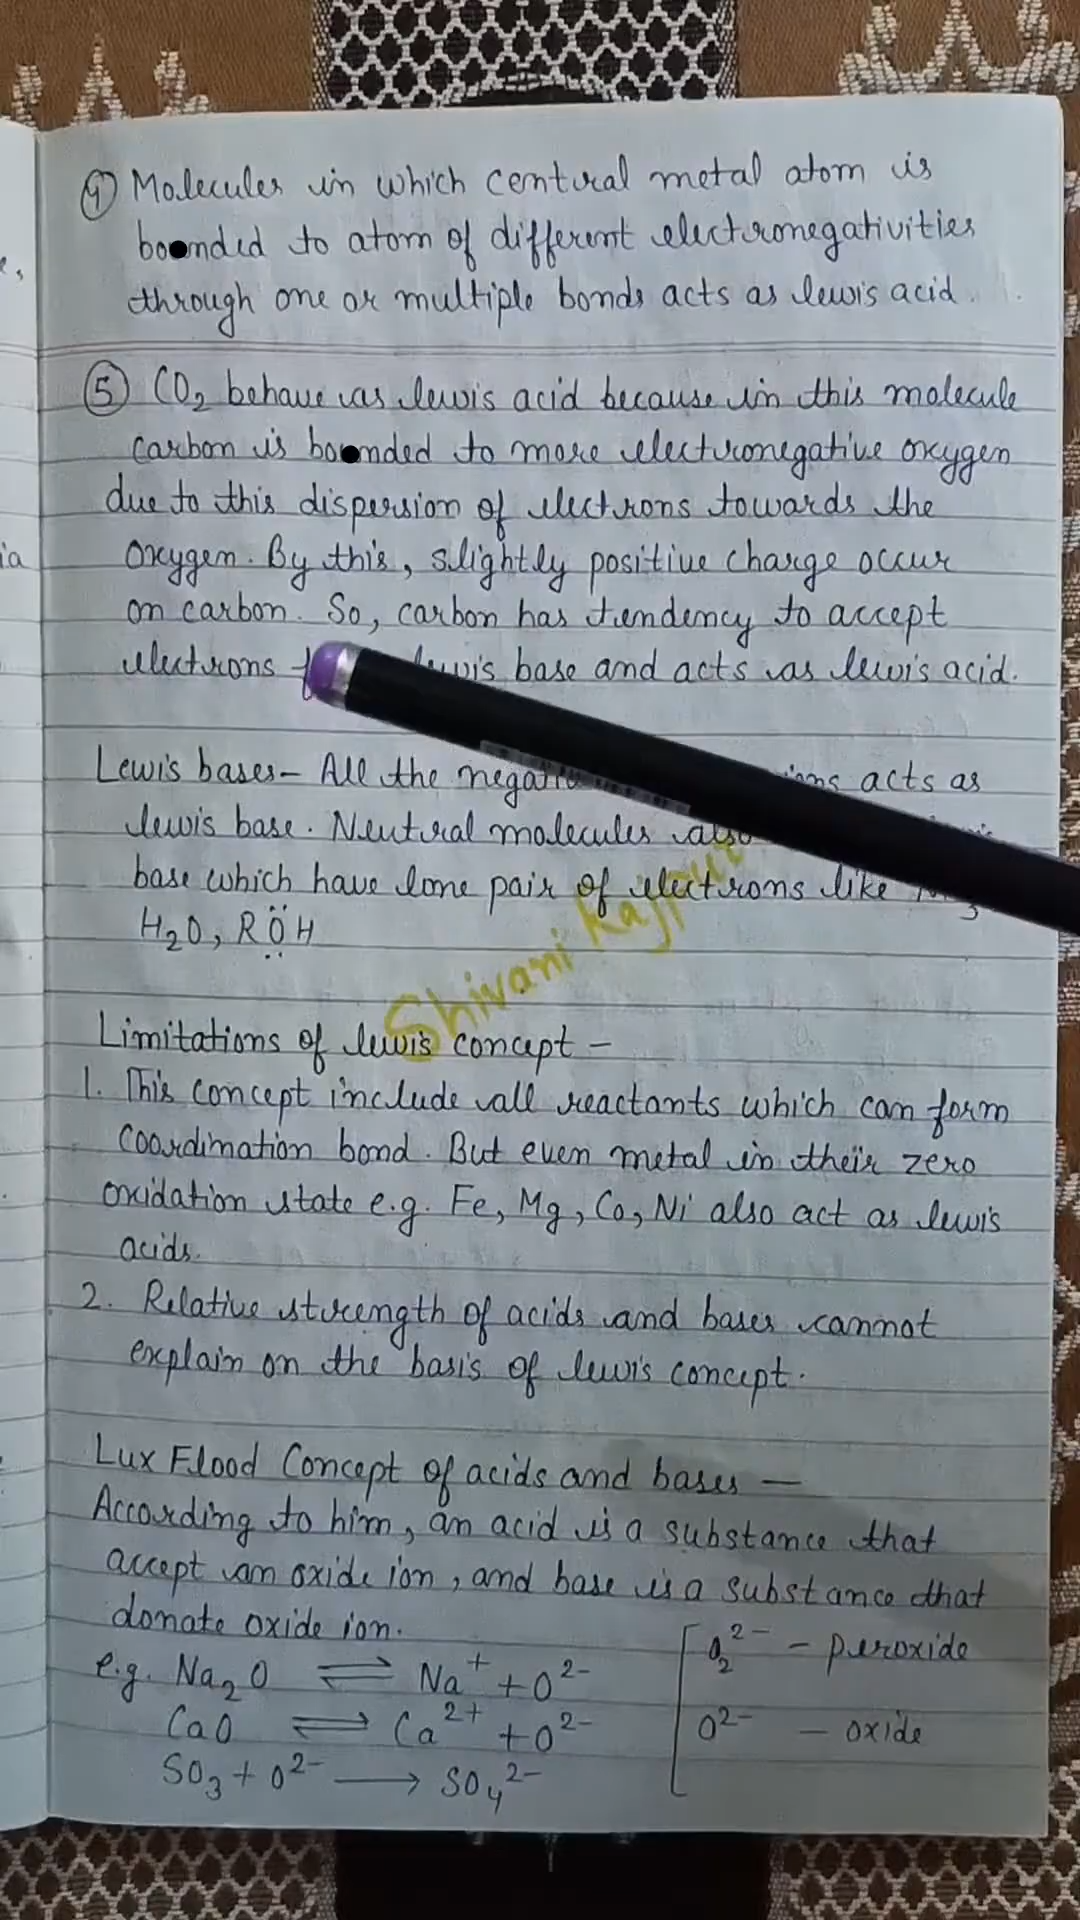 ④ Molecules in which central metal atom is
bounded to atom of different electronegativities
through one or multiple bonds acts as lewis acid.
⑤ CO₂ behave as lewis acid because in this molecule
carbon is bounded to more electronegative oxygen
due to this dispersion of electrons towards the
oxygen. By this, slightly positive charge occur
on carbon. So, carbon has tendency to accept
electrons lewis base and acts as lewis acid.
Lewis bases - All the acts as
lewis base. Neutral molecules also
base which have lone pair of electrons like
H₂O, RÖ̤H
Shivani
Limitations of lewis concept -
1. This concept include all reactants which can form
coordination bond. But even metal in their zero
oxidation state e.g. Fe, Mg, Co, Ni also act as lewis
acids.
2. Relative strength of acids and bases cannot
explain on the basis of lewis concept.
Lux Flood Concept of acids and bases -
According to him, an acid is a substance that
accept an oxide ion, and base is a substance that
donate oxide ion.
e.g. Na₂O ⇌ Na⁺ + O²⁻
CaO ⇌ Ca²⁺ + O²⁻
SO₃ + O²⁻ → SO₄²⁻
O₂²⁻ - peroxide
O²⁻ - oxide